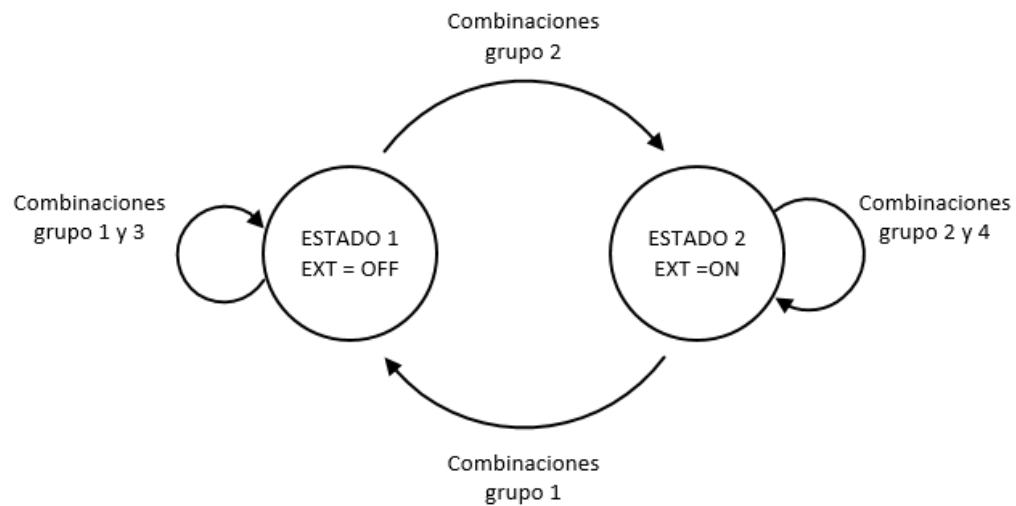 Combinaciones
grupo 2
Combinaciones
grupo 1 y 3
ESTADO 1
EXT = OFF
ESTADO 2
EXT =ON
Combinaciones
grupo 2 y 4
Combinaciones
grupo 1